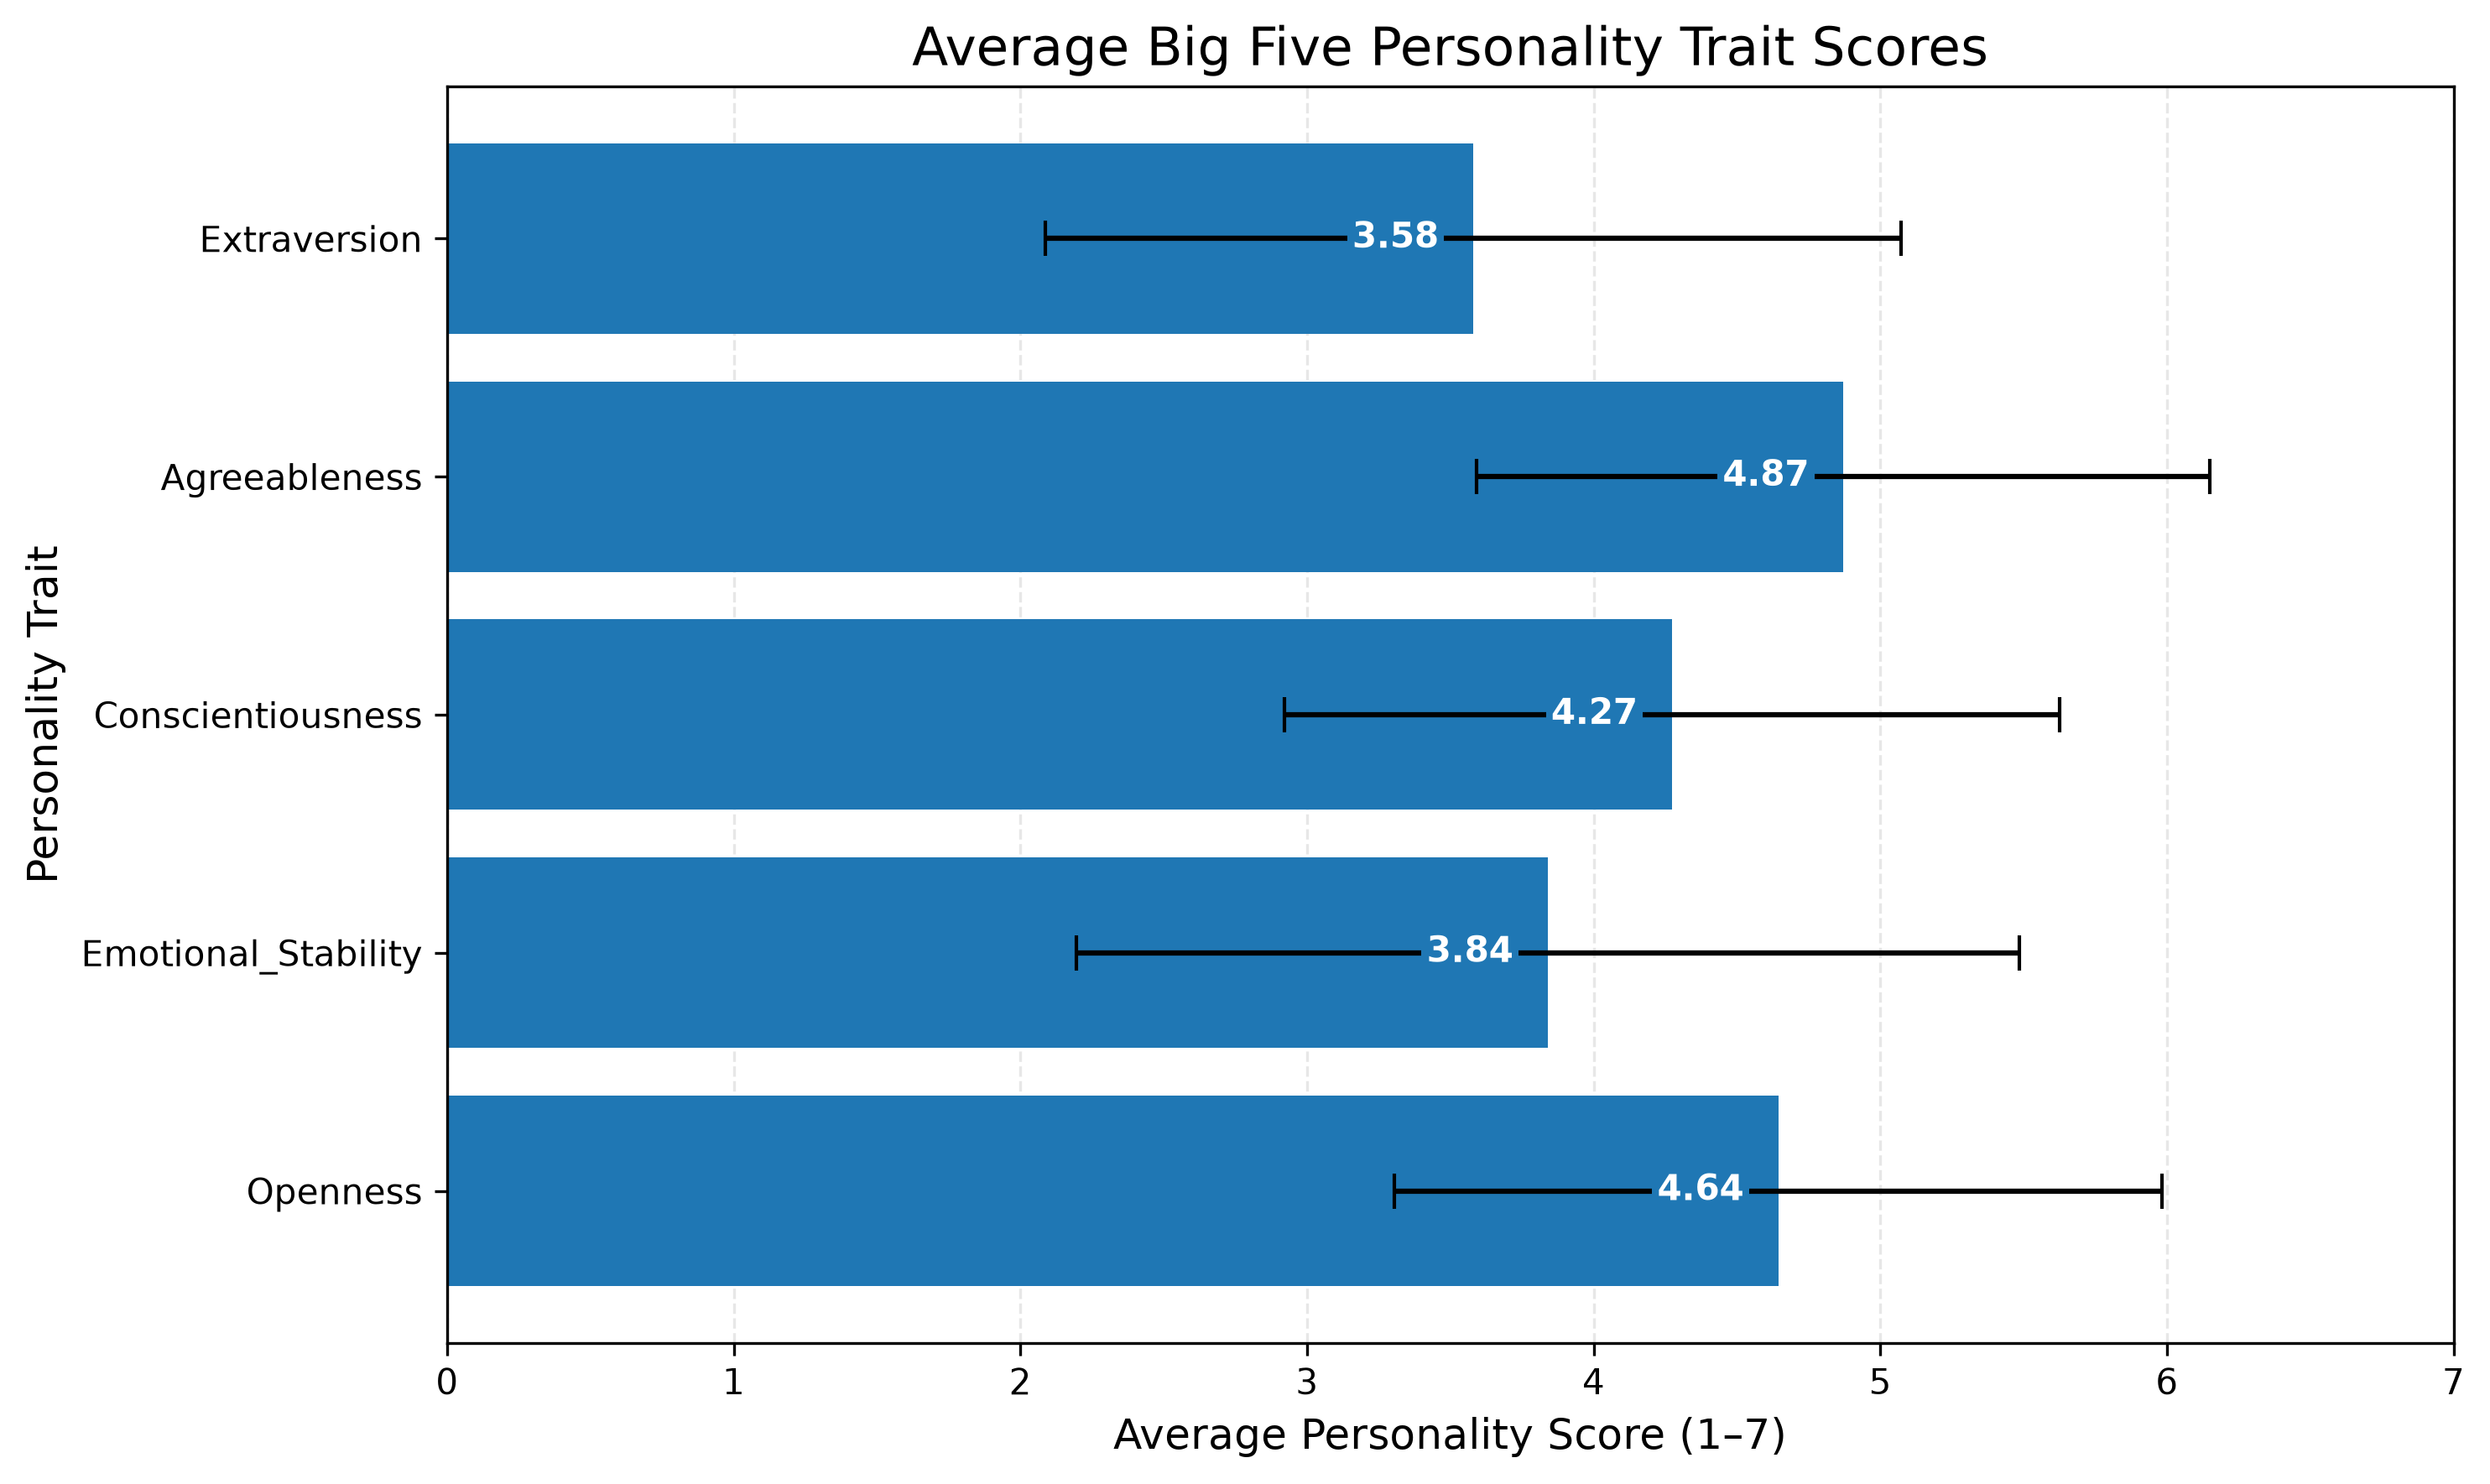 Average Big Five Personality Trait Scores
Personality Trait
Extraversion
3.58
Agreeableness
4.87
Conscientiousness
4.27
Emotional_Stability
3.84
Openness
4.64
0 1 2 3 4 5 6 7
Average Personality Score (1–7)